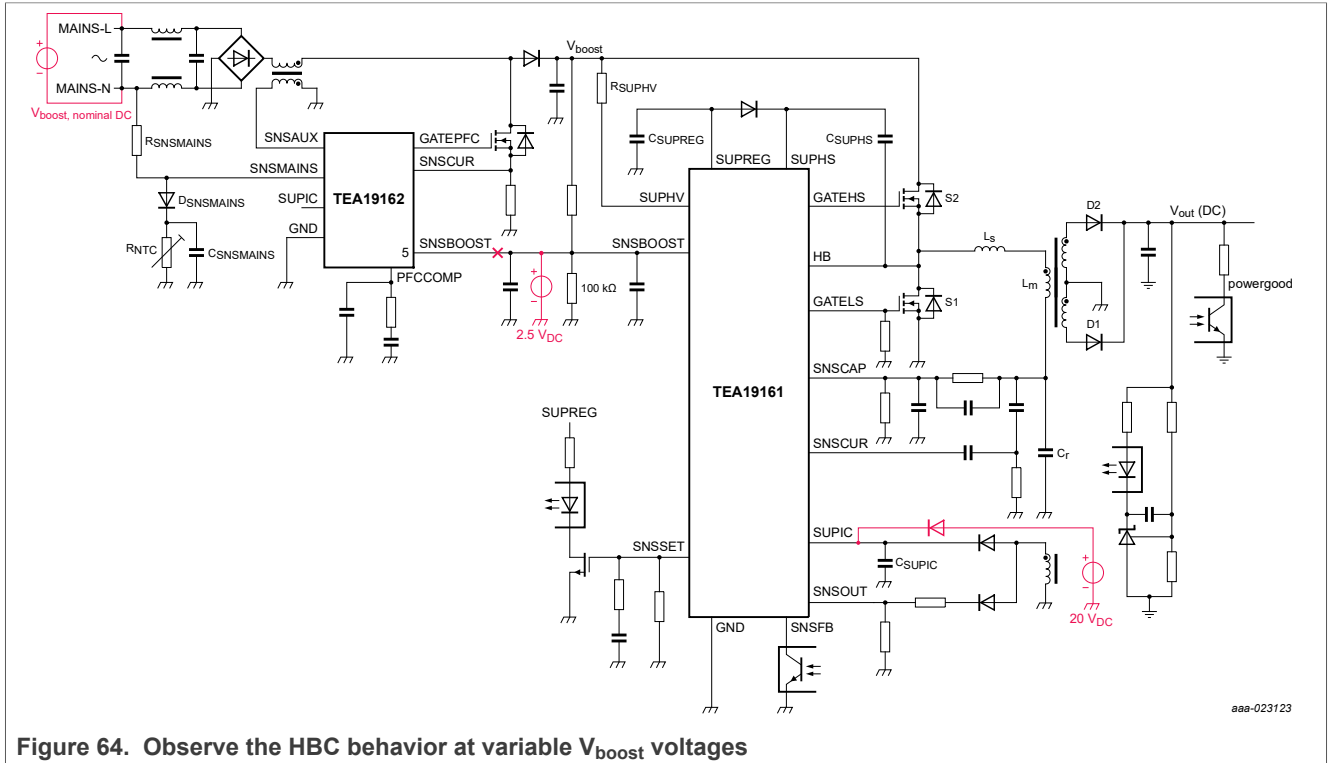 MAINS-L
MAINS-N
Vboost, nominal DC
RSNSMAINS
SNSMAINS
DSNSMAINS
RNTC
CSNSMAINS
SNSAUX
SUPIC
GND
TEA19162
GATEPFC
SNSCUR
5
SNSBOOST
PFCCOMP
2.5 VDC
100 kΩ
Vboost
RSUPHV
CSUPREG
CSUPHS
SUPREG
SUPHS
SUPHV
SNSBOOST
GATEHS
S2
HB
GATELS
S1
Ls
Lm
D2
D1
Vout (DC)
powergood
TEA19161
SNSCAP
SNSCUR
Cr
SUPREG
SNSSET
SUPIC
CSUPIC
SNSOUT
20 VDC
GND
SNSFB
aaa-023123
Figure 64. Observe the HBC behavior at variable Vboost voltages